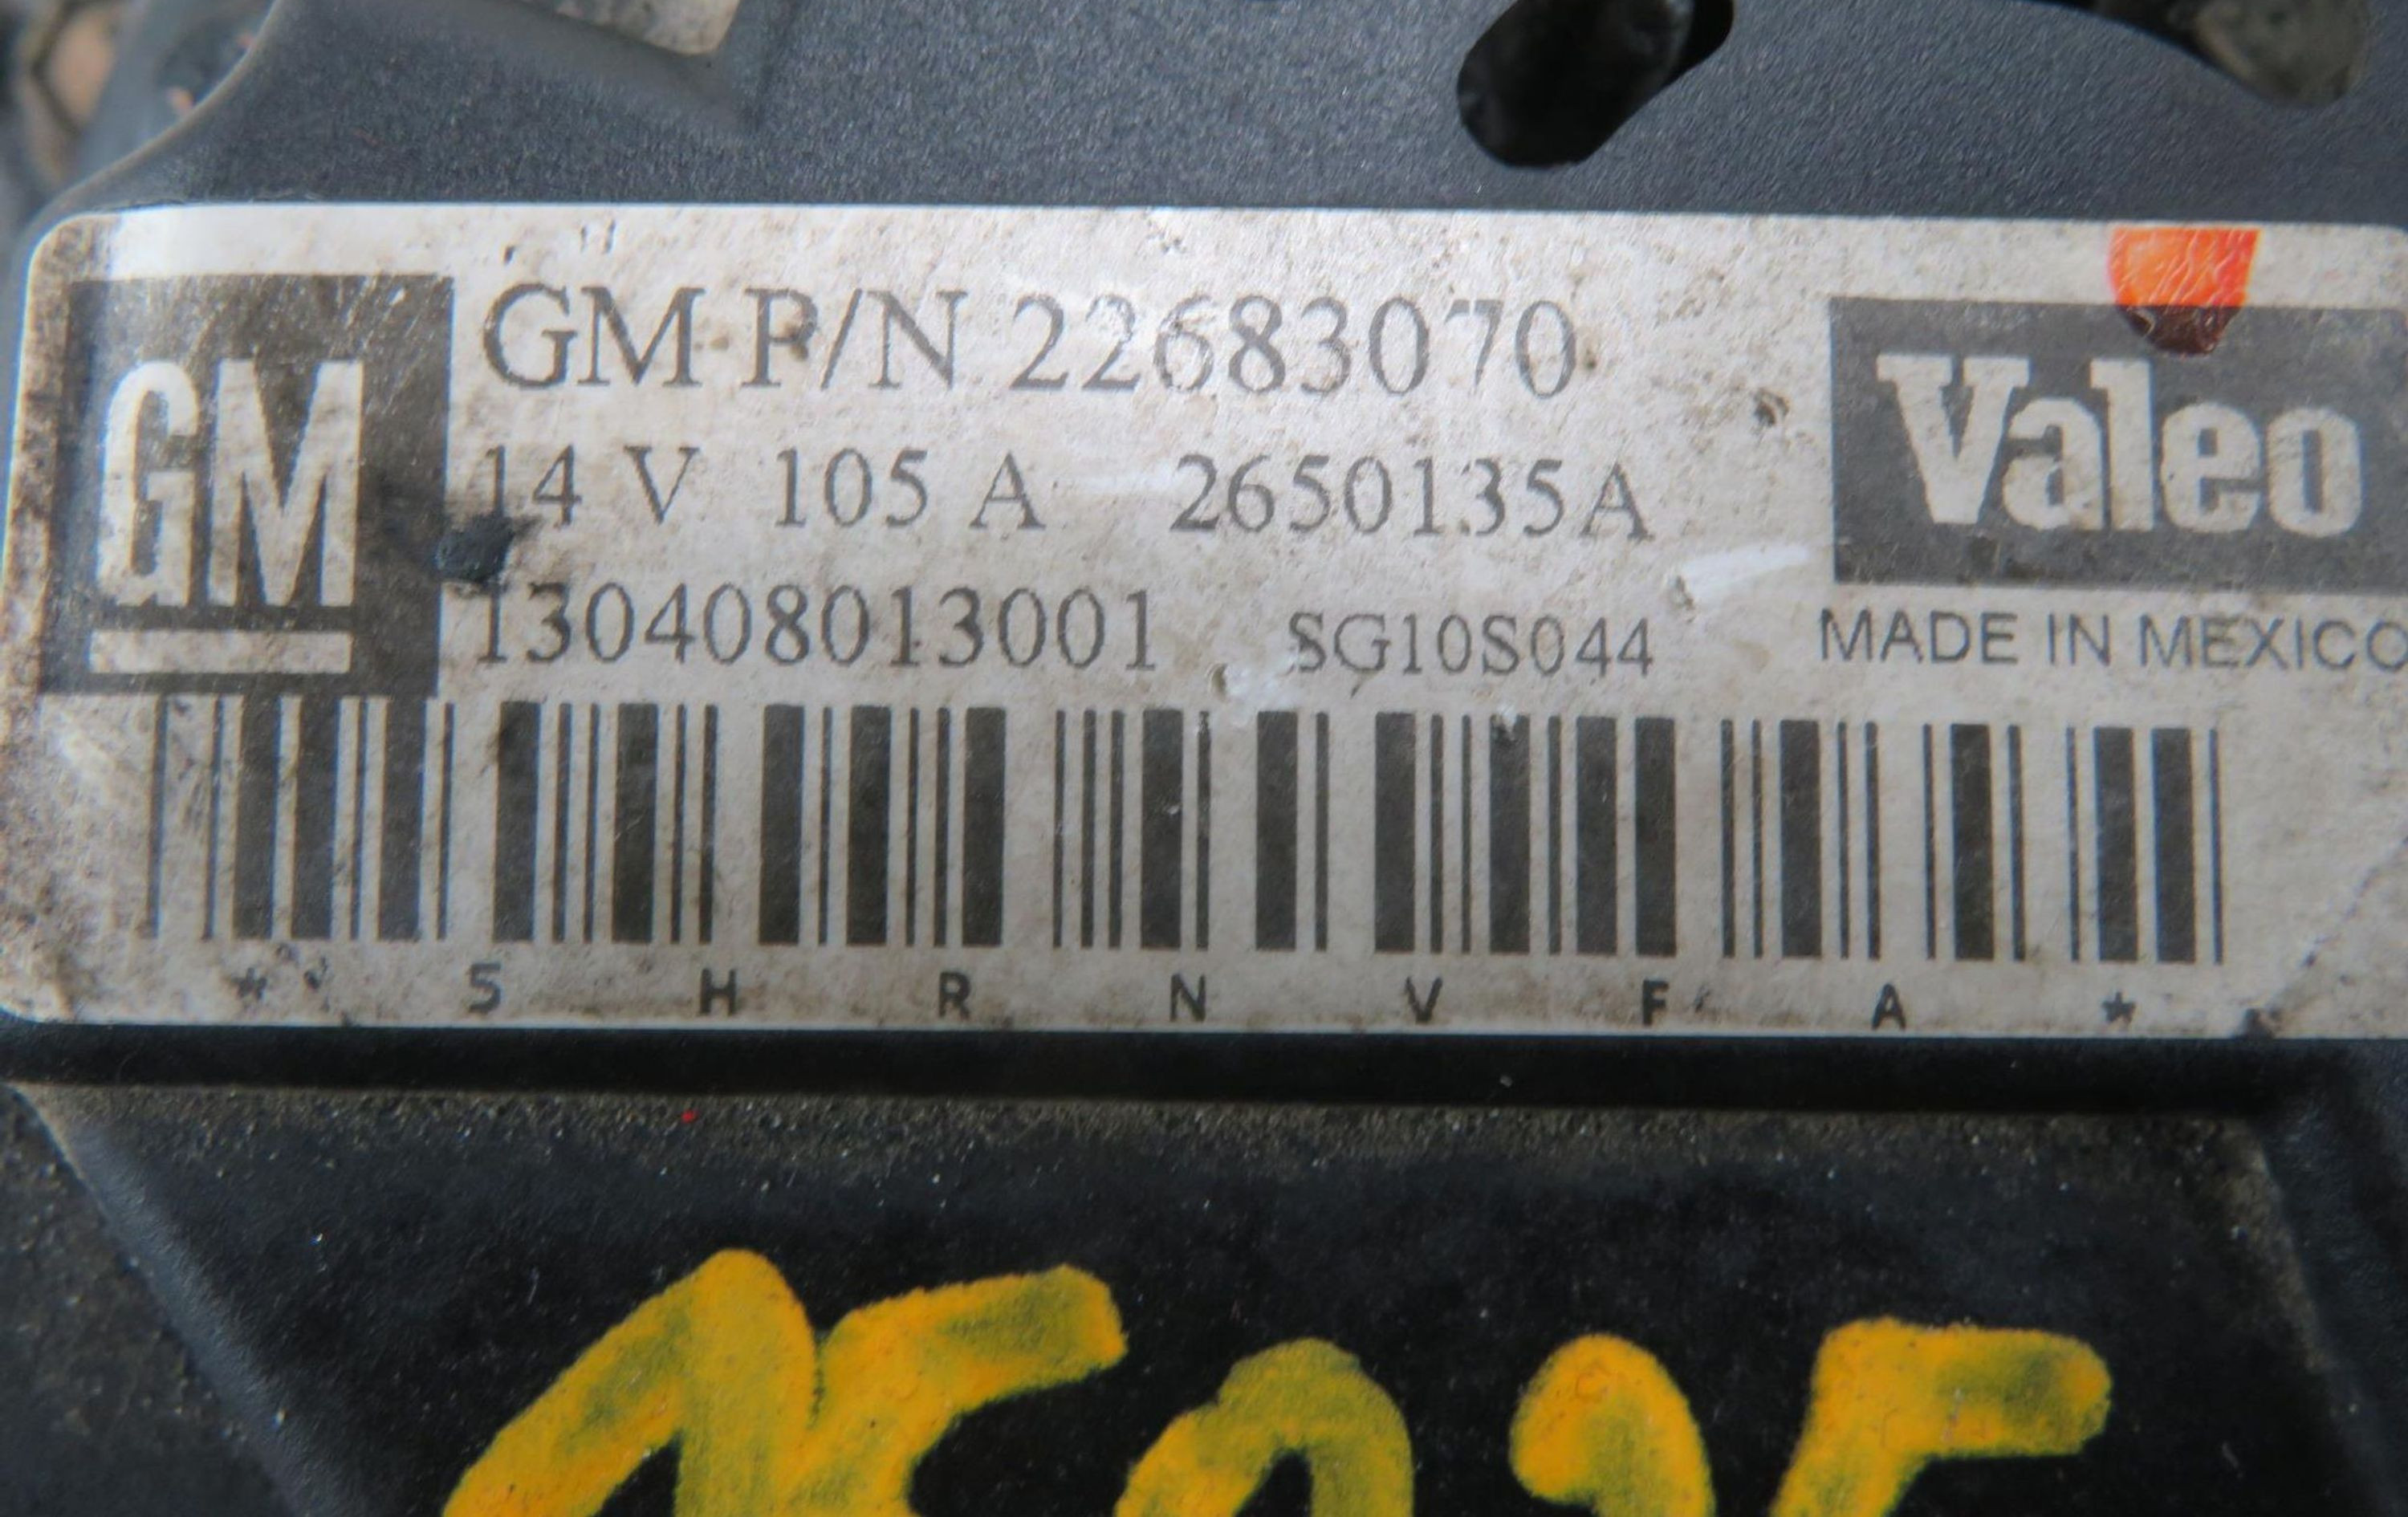 GM
GM P/N 22683070
14 V 105 A 2650135A
130408013001 SG10S044
Valeo
MADE IN MEXICO
* 5 H R N V F A *